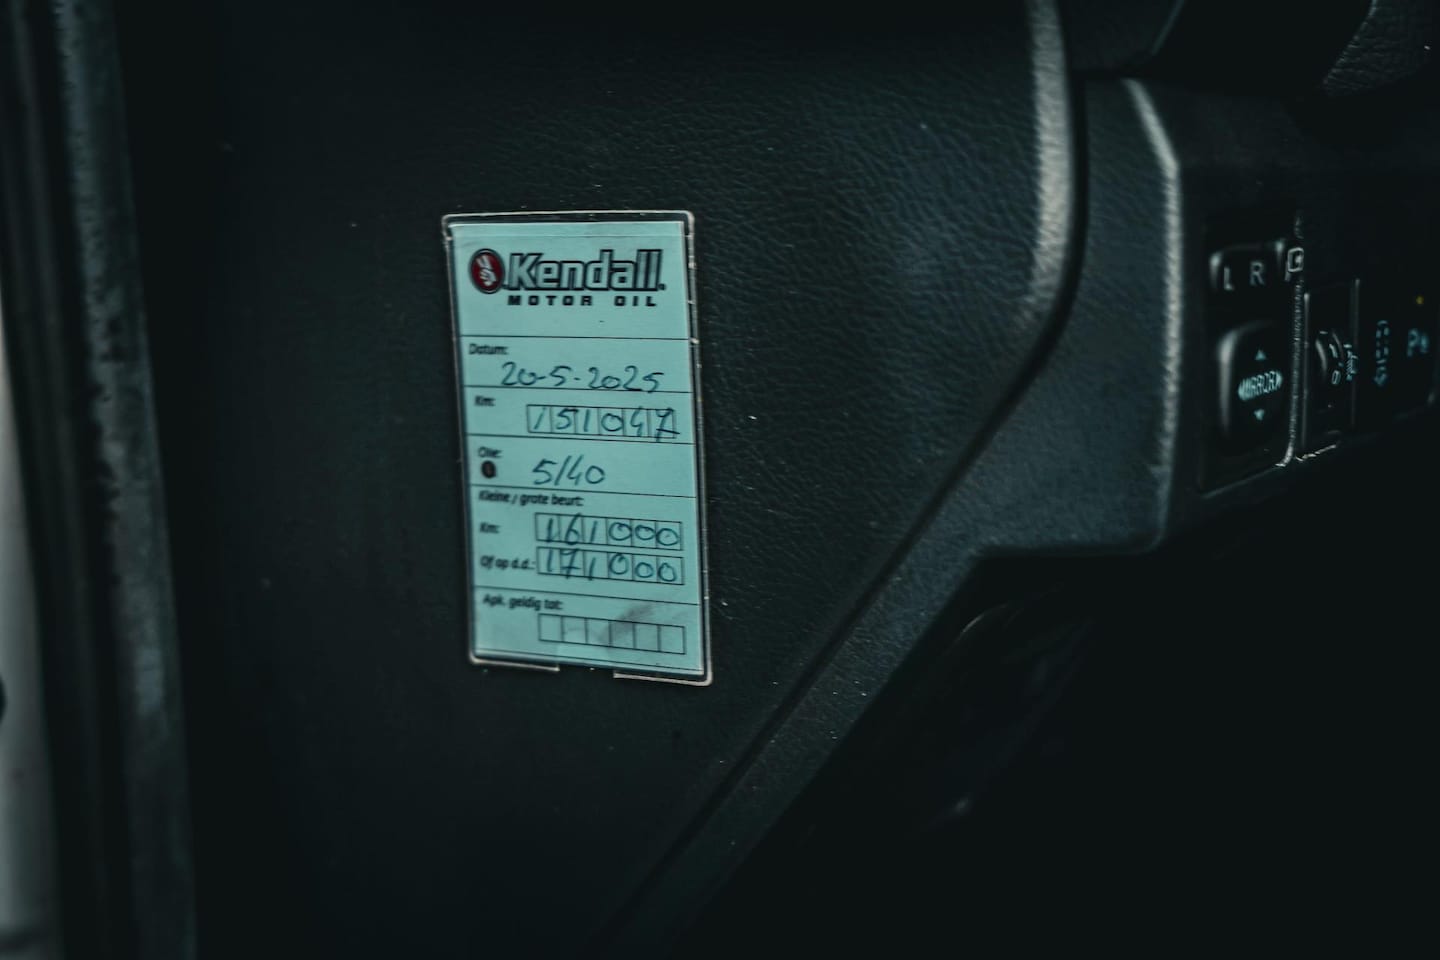 Kendall
MOTOR OIL
Datum:
20-5-2025
Km:
151047
Olie:
5/40
Kleine / grote beurt:
Km: 161000
Of op d.d.: 171000
Apk. geldig tot:
L R
MIRROR